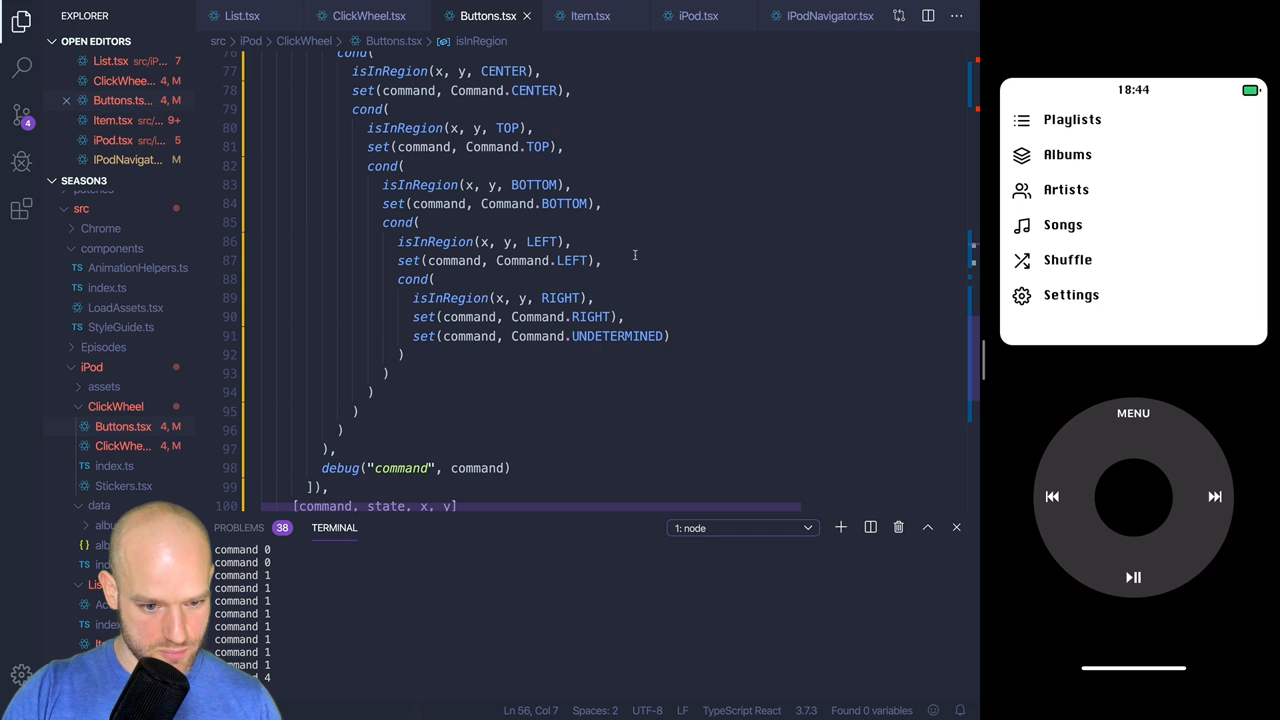 EXPLORER
OPEN EDITORS
List.tsx src/iP... 7
ClickWhee... 4, M
Buttons.ts... 4, M
Item.tsx src/... 9+
iPod.tsx src/i... 5
IPodNavigat... M
SEASON3
src
Chrome
components
AnimationHelpers.ts
index.ts
LoadAssets.tsx
StyleGuide.ts
Episodes
iPod
assets
ClickWheel
Buttons.tsx 4, M
ClickWhe... 4, M
index.ts
Stickers.tsx
data
4
List.tsx
ClickWheel.tsx
Buttons.tsx
Item.tsx
iPod.tsx
IPodNavigator.tsx
src > iPod > ClickWheel > Buttons.tsx > isInRegion
76 cond(
77 isInRegion(x, y, CENTER),
78 set(command, Command.CENTER),
79 cond(
80 isInRegion(x, y, TOP),
81 set(command, Command.TOP),
82 cond(
83 isInRegion(x, y, BOTTOM),
84 set(command, Command.BOTTOM),
85 cond(
86 isInRegion(x, y, LEFT),
87 set(command, Command.LEFT),
88 cond(
89 isInRegion(x, y, RIGHT),
90 set(command, Command.RIGHT),
91 set(command, Command.UNDETERMINED)
92 )
93 )
94 )
95 )
96 )
97 ),
98 debug("command", command)
99 ]),
100 [command, state, x, y]
PROBLEMS 38 TERMINAL 1: node
command 0
command 0
command 1
command 1
command 1
command 1
command 1
command 1
command 1
command 1
4
Ln 56, Col 7 Spaces: 2 UTF-8 LF TypeScript React 3.7.3 Found 0 variables
18:44
Playlists
Albums
Artists
Songs
Shuffle
Settings
MENU